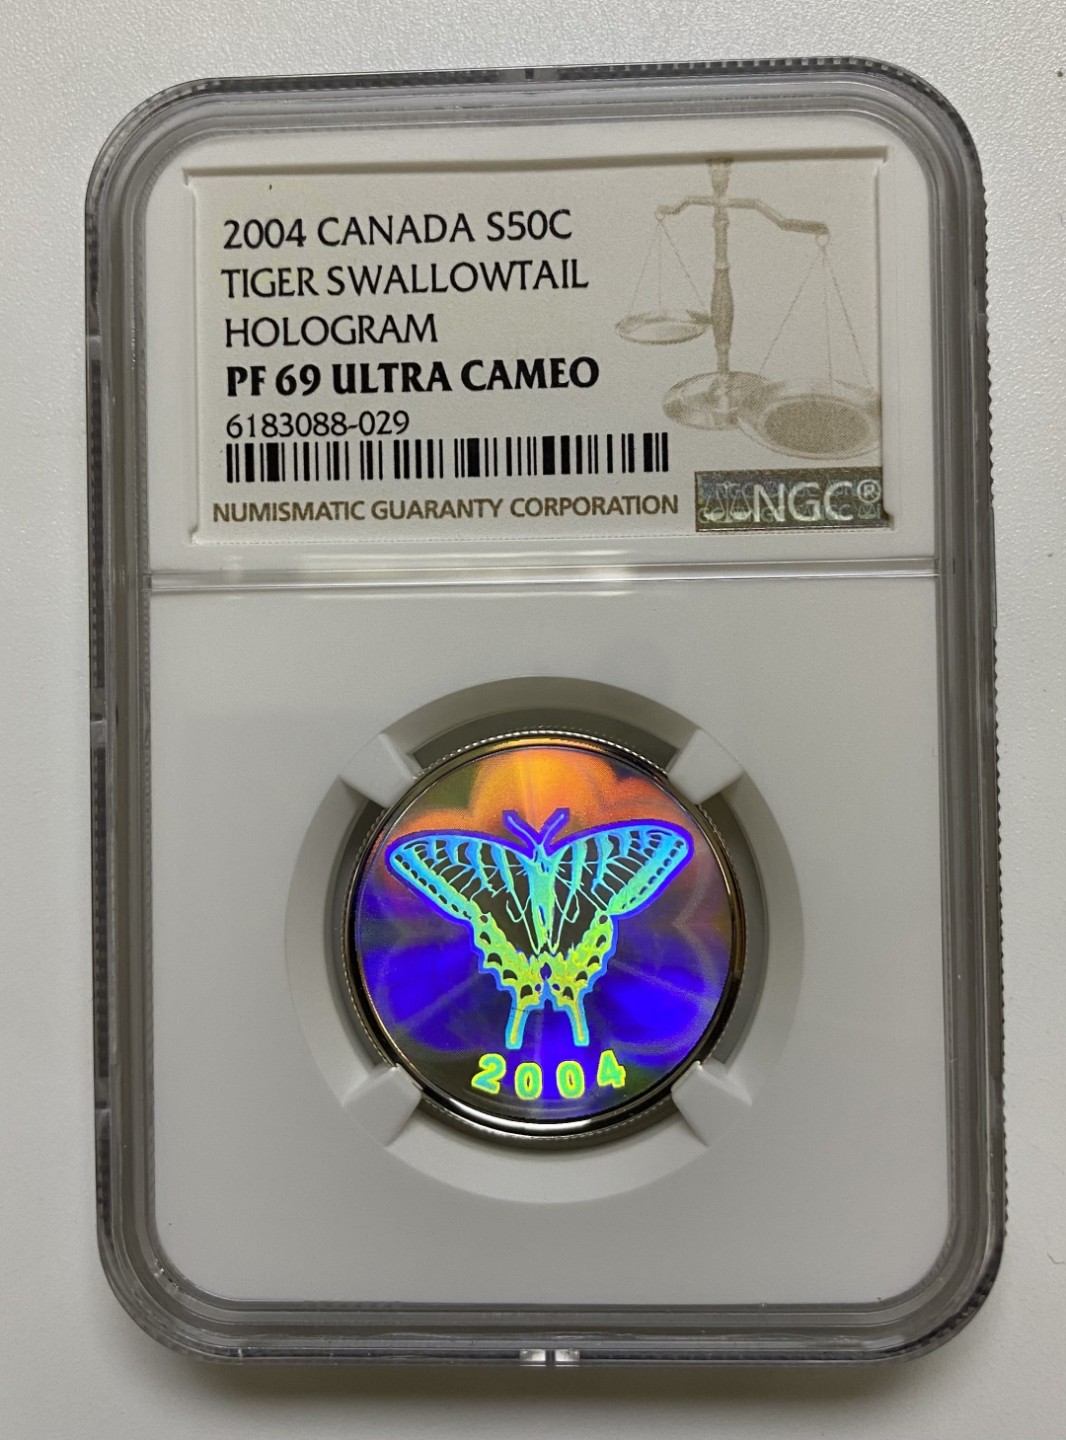 2004 CANADA S50C
TIGER SWALLOWTAIL
HOLOGRAM
PF 69 ULTRA CAMEO
6183088-029
NUMISMATIC GUARANTY CORPORATION
NGC®
2004